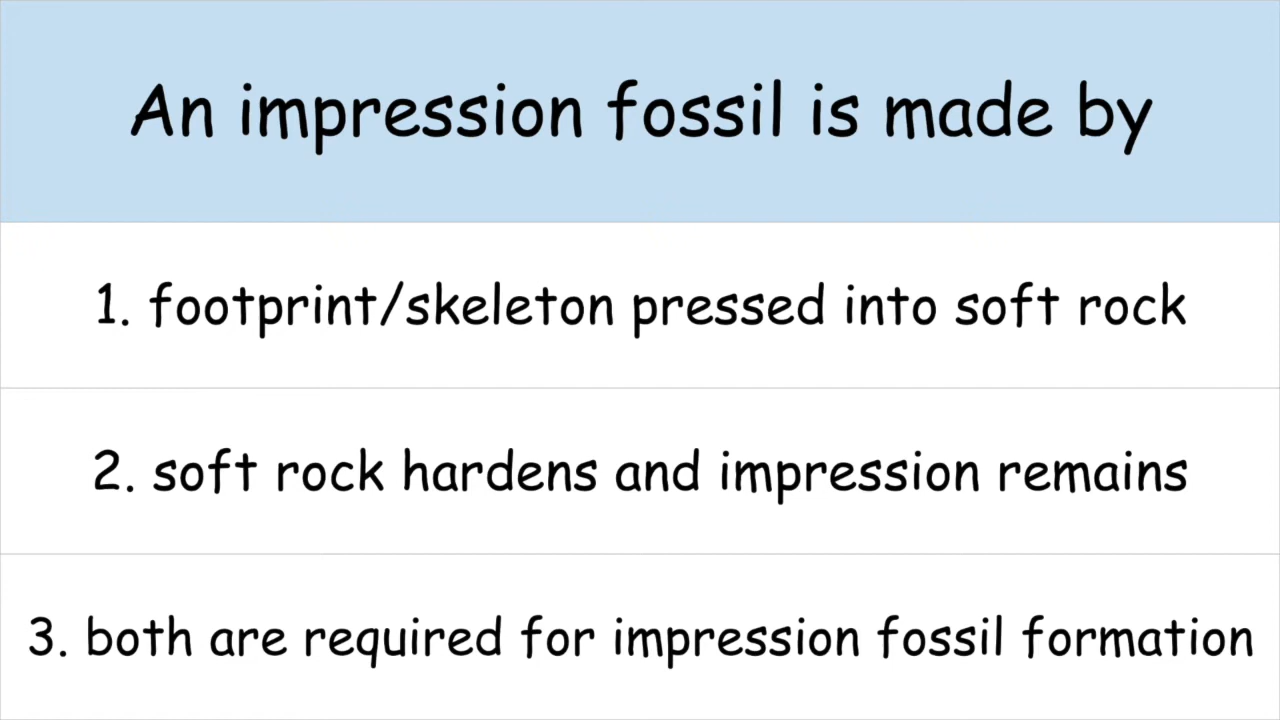 An impression fossil is made by
1. footprint/skeleton pressed into soft rock
2. soft rock hardens and impression remains
3. both are required for impression fossil formation